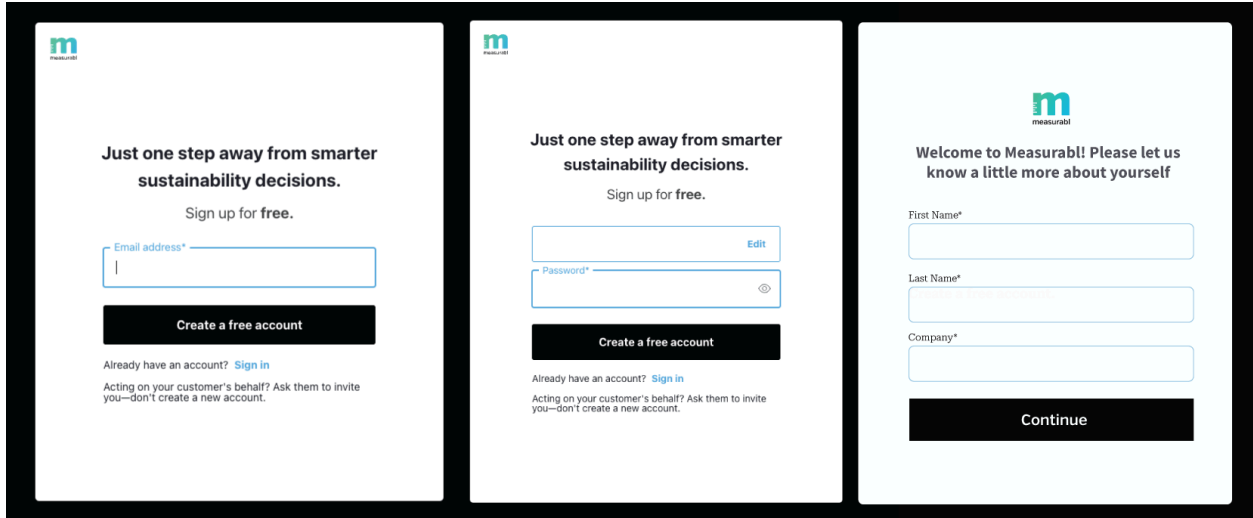 measurabl
Just one step away from smarter
sustainability decisions.
Sign up for free.
Email address*
Create a free account
Already have an account? Sign in
Acting on your customer's behalf? Ask them to invite
you—don't create a new account.
measurabl
Just one step away from smarter
sustainability decisions.
Sign up for free.
Edit
Password*
Create a free account
Already have an account? Sign in
Acting on your customer's behalf? Ask them to invite
you—don't create a new account.
m
measurabl
Welcome to Measurabl! Please let us
know a little more about yourself
First Name*
Last Name*
Company*
Continue